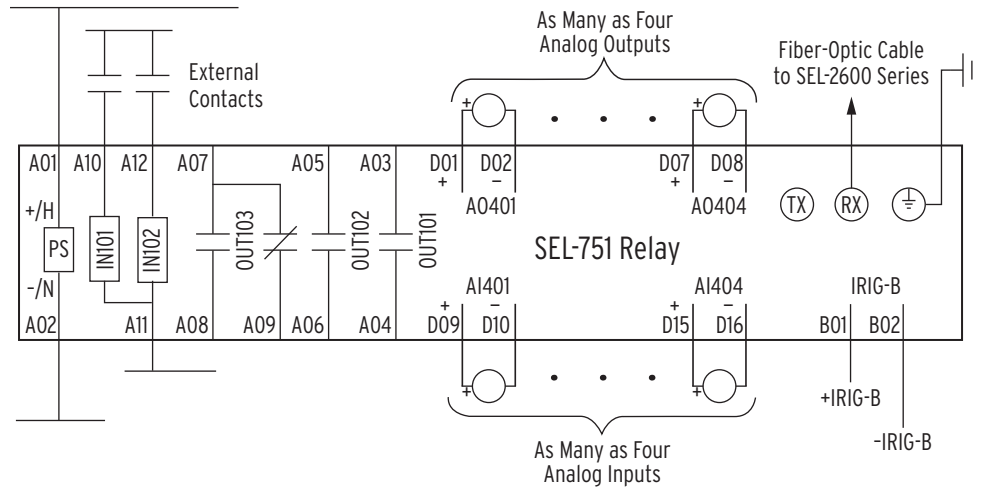 As Many as Four
Analog Outputs
Fiber-Optic Cable
to SEL-2600 Series
External
Contacts
+ +
A01 A10 A12 A07 A05 A03 D01 D02 D07 D08
+ – + –
AO401 AO404
+/H
PS
–/N
IN101
IN102
OUT103
OUT102
OUT101
TX RX
SEL-751 Relay
AI401 AI404 IRIG-B
+ – + –
A02 A11 A08 A09 A06 A04 D09 D10 D15 D16 B01 B02
+ +
+IRIG-B
–IRIG-B
As Many as Four
Analog Inputs